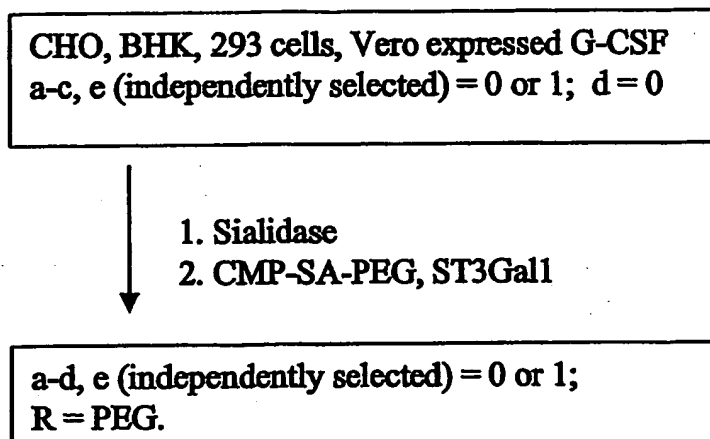 CHO, BHK, 293 cells, Vero expressed G-CSF
a-c, e (independently selected) = 0 or 1; d = 0
1. Sialidase
2. CMP-SA-PEG, ST3Gal1
a-d, e (independently selected) = 0 or 1;
R = PEG.